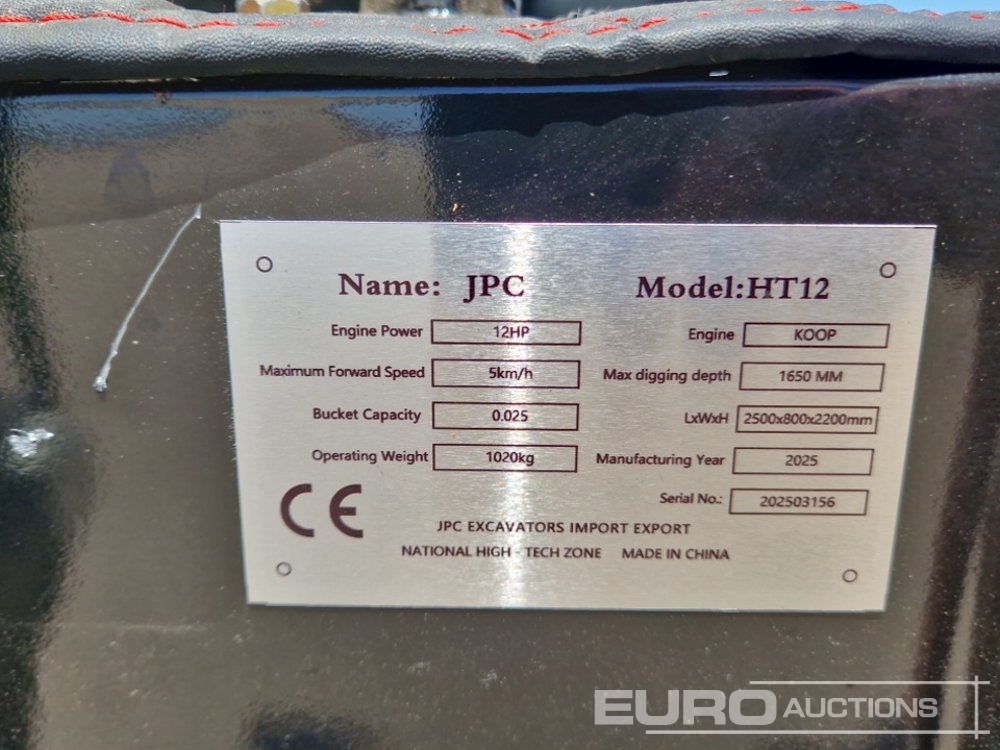 Name: JPC Model:HT12
Engine Power 12HP Engine KOOP
Maximum Forward Speed 5km/h Max digging depth 1650 MM
Bucket Capacity 0.025 LxWxH 2500x800x2200mm
Operating Weight 1020kg Manufacturing Year 2025
Serial No.: 202503156
CE
JPC EXCAVATORS IMPORT EXPORT
NATIONAL HIGH - TECH ZONE MADE IN CHINA
EURO AUCTIONS